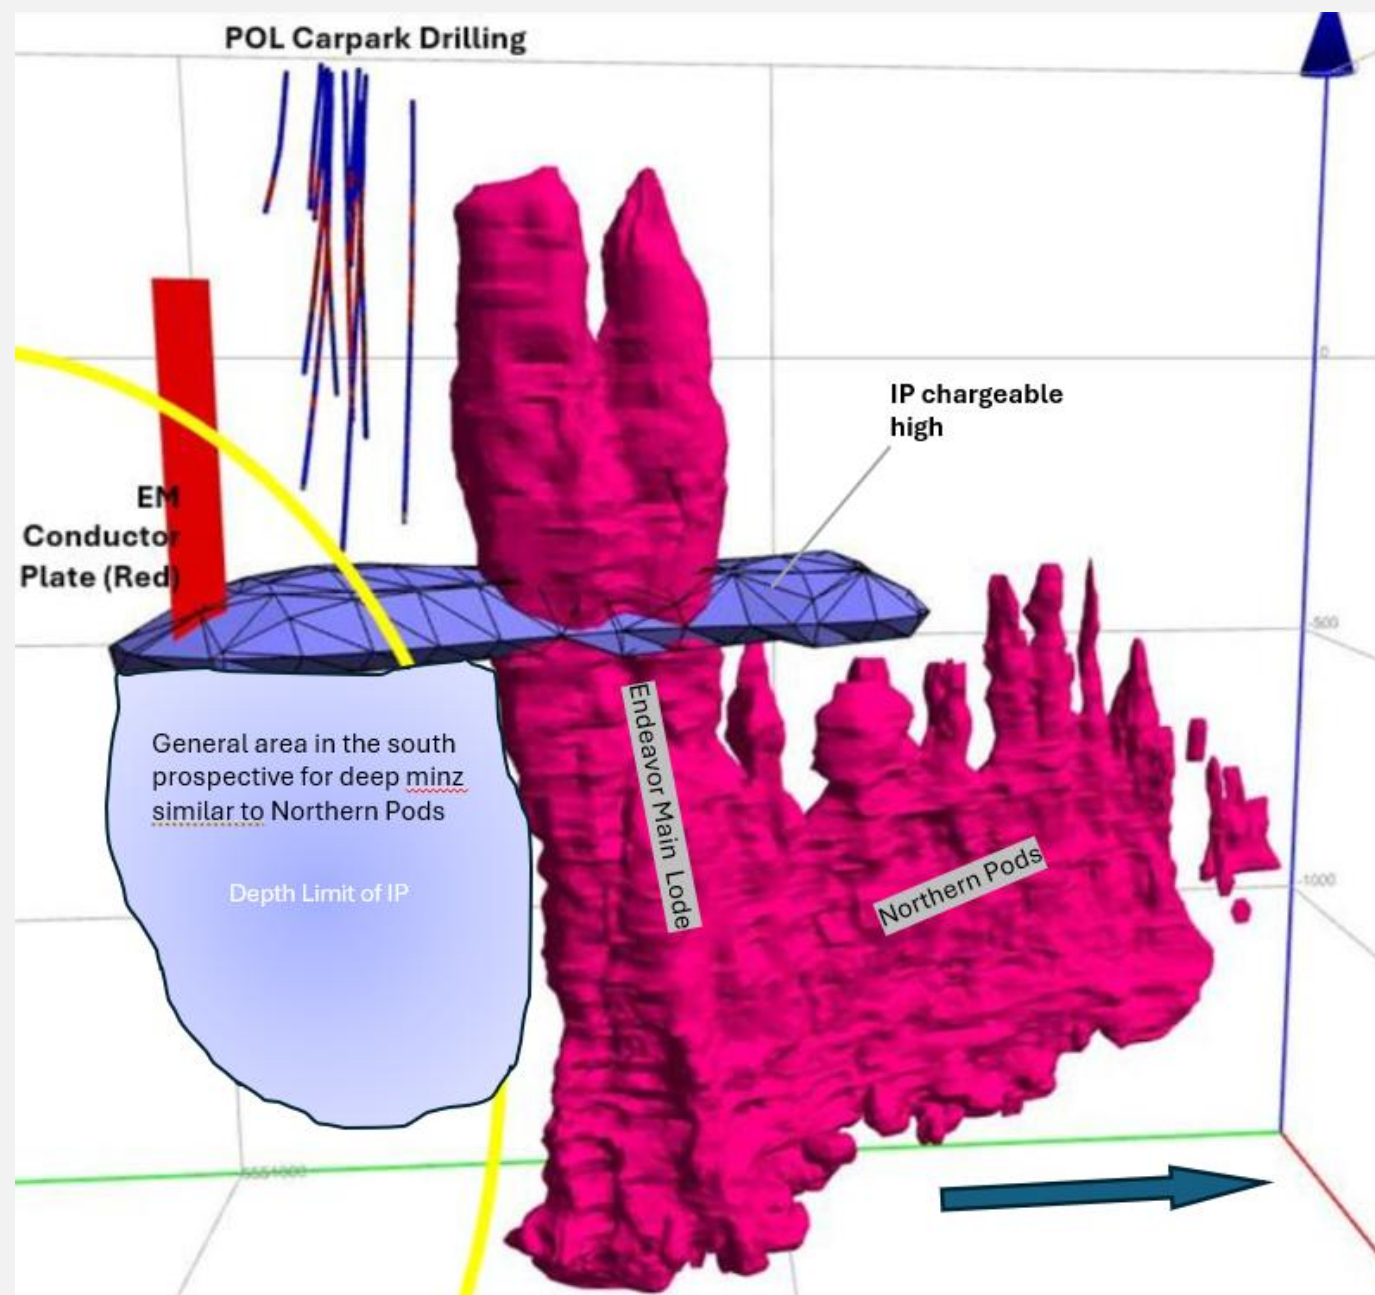 POL Carpark Drilling
0
IP chargeable
high
EM
Conductor
Plate (Red)
-500
General area in the south
prospective for deep minz
similar to Northern Pods
Depth Limit of IP
Endeavor Main Lode
Northern Pods
-1000